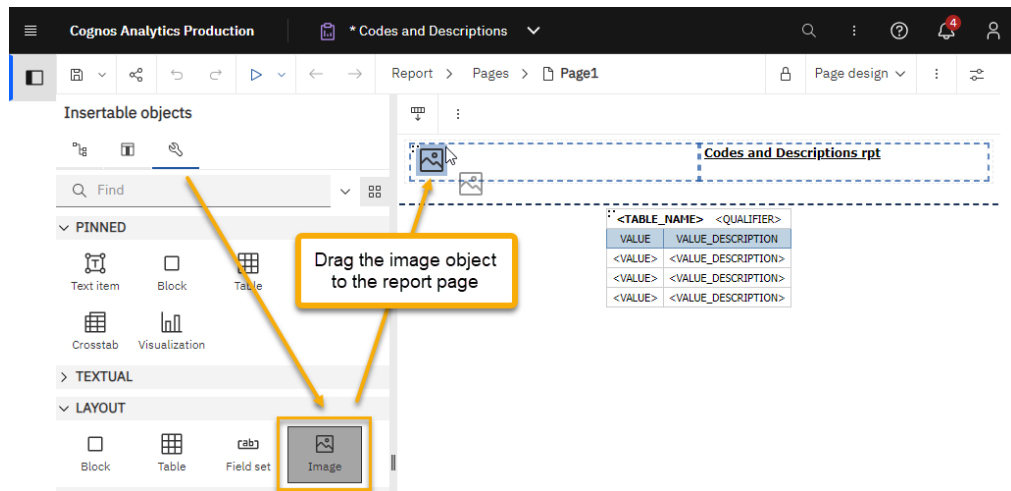 Cognos Analytics Production
* Codes and Descriptions
4
Report > Pages > Page1
Page design
Insertable objects
Find
PINNED
Text item
Block
Table
Crosstab
Visualization
TEXTUAL
LAYOUT
Block
Table
Field set
Image
Drag the image object
to the report page
Codes and Descriptions rpt
<TABLE_NAME> <QUALIFIER>
VALUE VALUE_DESCRIPTION
<VALUE> <VALUE_DESCRIPTION>
<VALUE> <VALUE_DESCRIPTION>
<VALUE> <VALUE_DESCRIPTION>